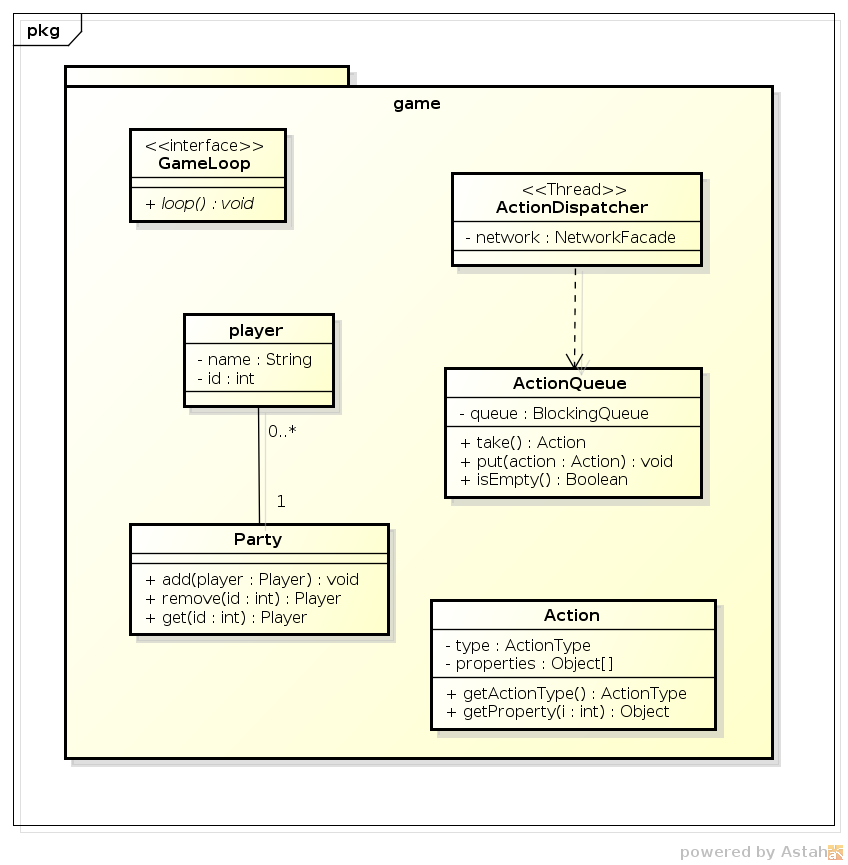 pkg
game
<<interface>>
GameLoop
+ loop() : void
<<Thread>>
ActionDispatcher
- network : NetworkFacade
player
- name : String
- id : int
0..*
1
Party
+ add(player : Player) : void
+ remove(id : int) : Player
+ get(id : int) : Player
ActionQueue
- queue : BlockingQueue
+ take() : Action
+ put(action : Action) : void
+ isEmpty() : Boolean
Action
- type : ActionType
- properties : Object[]
+ getActionType() : ActionType
+ getProperty(i : int) : Object
powered by Astah